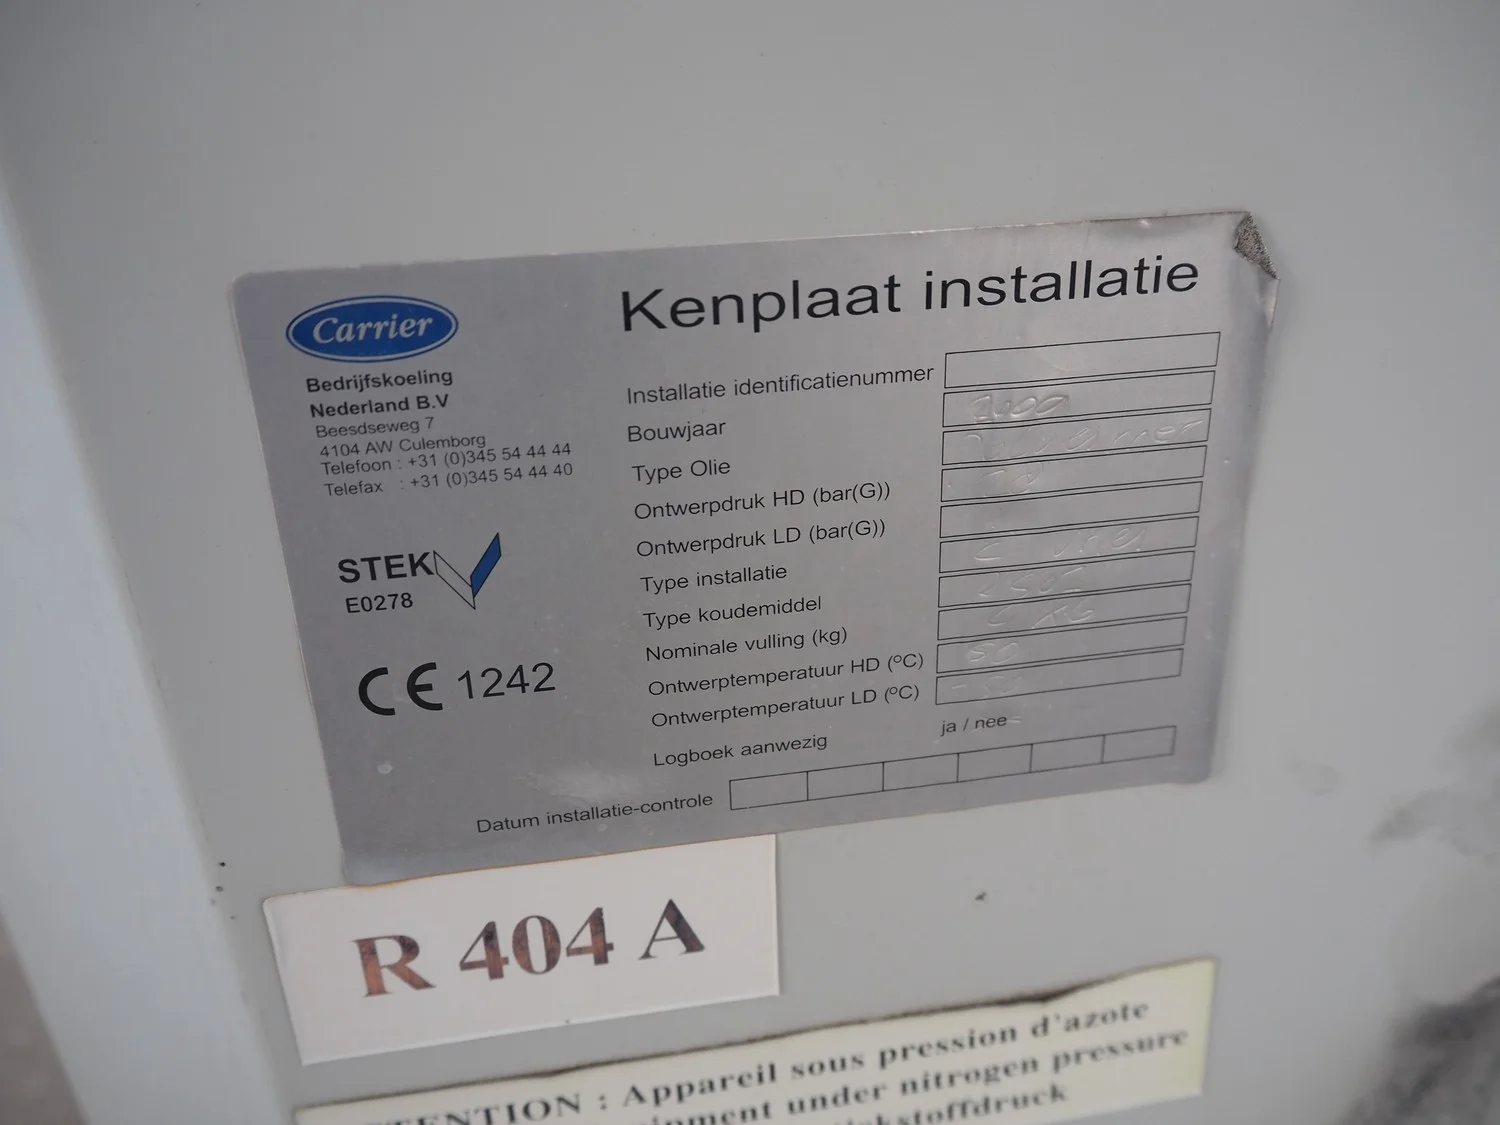 Carrier
Bedrijfskoeling
Nederland B.V
Beesdseweg 7
4104 AW Culemborg
Telefoon : +31 (0)345 54 44 44
Telefax : +31 (0)345 54 44 40
STEK
E0278
CE 1242
Kenplaat installatie
Installatie identificatienummer
Bouwjaar
Type Olie
Ontwerpdruk HD (bar(G))
Ontwerpdruk LD (bar(G))
Type installatie
Type koudemiddel
Nominale vulling (kg)
Ontwerptemperatuur HD (ºC) 50
Ontwerptemperatuur LD (ºC)
Logboek aanwezig ja / nee
Datum installatie-controle
R 404 A
: Appareil sous pression d'azote
under nitrogen pressure